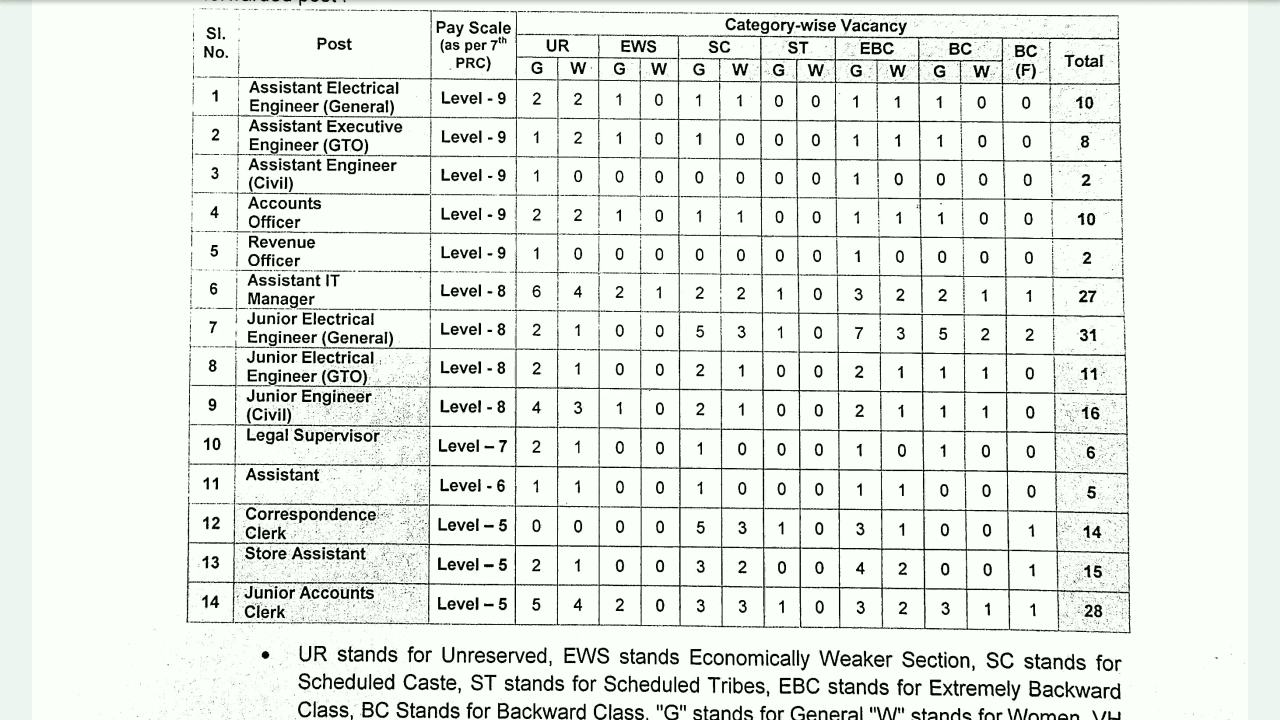 Sl. No. Post Pay Scale (as per 7th PRC) Category-wise Vacancy
UR EWS SC ST EBC BC BC (F) Total
G W G W G W G W G W G W
1 Assistant Electrical Engineer (General) Level - 9 2 2 1 0 1 1 0 0 1 1 1 0 0 10
2 Assistant Executive Engineer (GTO) Level - 9 1 2 1 0 1 0 0 0 1 1 1 0 0 8
3 Assistant Engineer (Civil) Level - 9 1 0 0 0 0 0 0 0 1 0 0 0 0 2
4 Accounts Officer Level - 9 2 2 1 0 1 1 0 0 1 1 1 0 0 10
5 Revenue Officer Level - 9 1 0 0 0 0 0 0 0 1 0 0 0 0 2
6 Assistant IT Manager Level - 8 6 4 2 1 2 2 1 0 3 2 2 1 1 27
7 Junior Electrical Engineer (General) Level - 8 2 1 0 0 5 3 1 0 7 3 5 2 2 31
8 Junior Electrical Engineer (GTO) Level - 8 2 1 0 0 2 1 0 0 2 1 1 1 0 11
9 Junior Engineer (Civil) Level - 8 4 3 1 0 2 1 0 0 2 1 1 1 0 16
10 Legal Supervisor Level – 7 2 1 0 0 1 0 0 0 1 0 1 0 0 6
11 Assistant Level - 6 1 1 0 0 1 0 0 0 1 1 0 0 0 5
12 Correspondence Clerk Level – 5 0 0 0 0 5 3 1 0 3 1 0 0 1 14
13 Store Assistant Level – 5 2 1 0 0 3 2 0 0 4 2 0 0 1 15
14 Junior Accounts Clerk Level – 5 5 4 2 0 3 3 1 0 3 2 3 1 1 28
• UR stands for Unreserved, EWS stands Economically Weaker Section, SC stands for
Scheduled Caste, ST stands for Scheduled Tribes, EBC stands for Extremely Backward
Class, BC Stands for Backward Class, "G" stands for General "W" stands for Women, VH